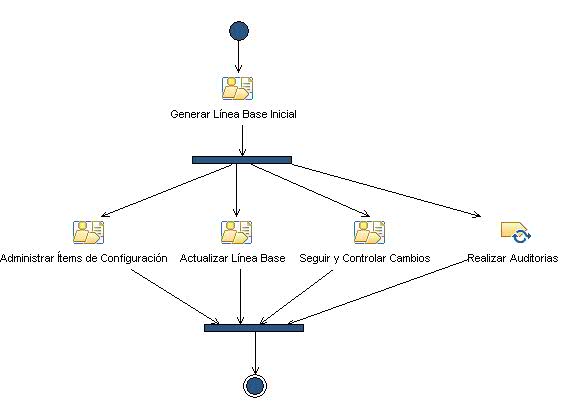 Generar Línea Base Inicial
Administrar Ítems de Configuración
Actualizar Línea Base
Seguir y Controlar Cambios
Realizar Auditorias